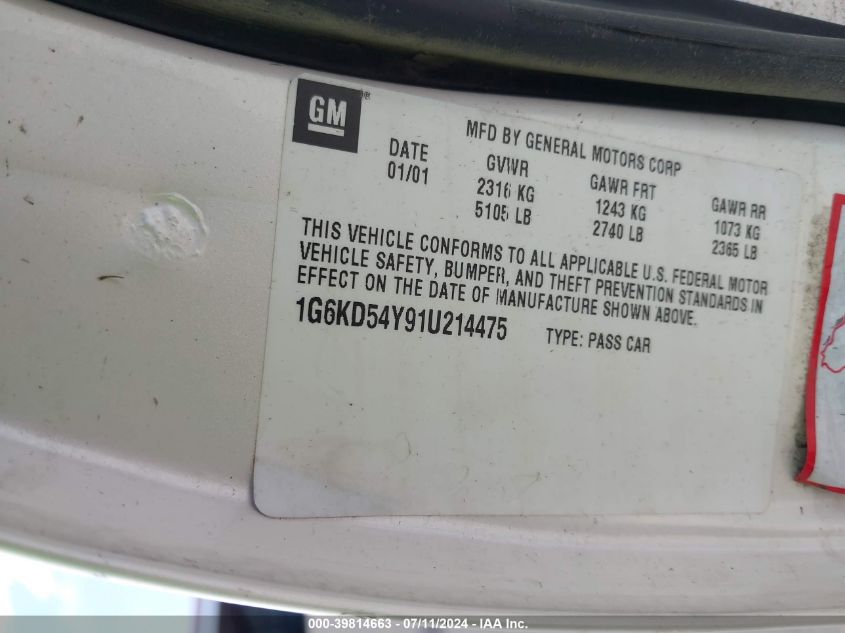 GM
MFD BY GENERAL MOTORS CORP
DATE
01/01
GVWR
2316 KG
5105 LB
GAWR FRT
1243 KG
2740 LB
GAWR RR
1073 KG
2365 LB
THIS VEHICLE CONFORMS TO ALL APPLICABLE U.S. FEDERAL MOTOR
VEHICLE SAFETY, BUMPER, AND THEFT PREVENTION STANDARDS IN
EFFECT ON THE DATE OF MANUFACTURE SHOWN ABOVE.
1G6KD54Y91U214475 TYPE: PASS CAR
000-39814663 - 07/11/2024 - IAA Inc.